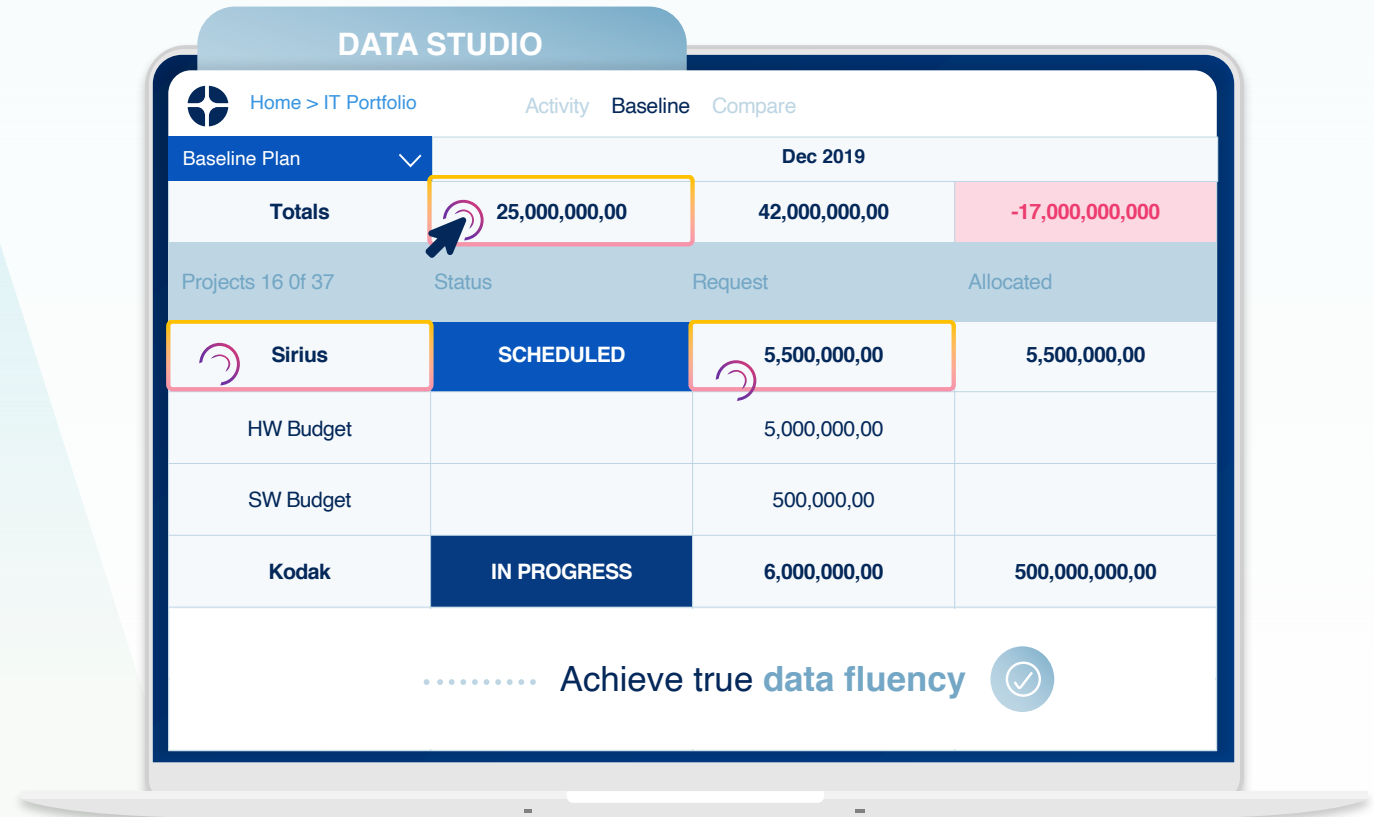 DATA STUDIO
Home > IT Portfolio
Activity Baseline Compare
Baseline Plan
Dec 2019
Totals 25,000,000,00 42,000,000,00 -17,000,000,000
Projects 16 0f 37 Status Request Allocated
Sirius SCHEDULED 5,500,000,00 5,500,000,00
HW Budget 5,000,000,00
SW Budget 500,000,00
Kodak IN PROGRESS 6,000,000,00 500,000,000,00
Achieve true data fluency